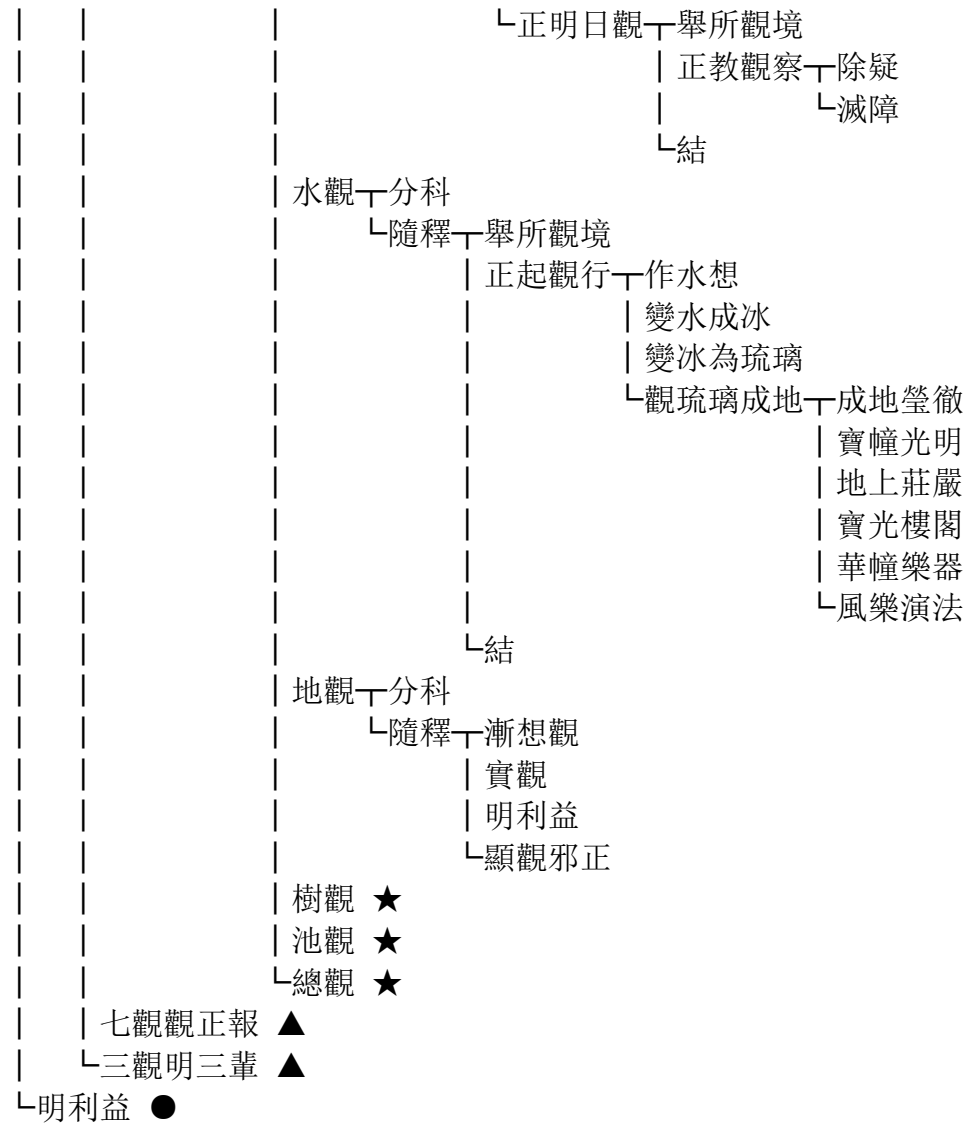 │　│　　　　　│　　　　　　└正明日觀┬舉所觀境
│　│　　　　　│　　　　　　　　　　　│正教觀察┬除疑
│　│　　　　　│　　　　　　　　　　　│　　　　└滅障
│　│　　　　　│　　　　　　　　　　　└結
│　│　　　　　│水觀┬分科
│　│　　　　　│　　└隨釋┬舉所觀境
│　│　　　　　│　　　　　│正起觀行┬作水想
│　│　　　　　│　　　　　│　　　　│變水成冰
│　│　　　　　│　　　　　│　　　　│變冰為琉璃
│　│　　　　　│　　　　　│　　　　└觀琉璃成地┬成地瑩徹
│　│　　　　　│　　　　　│　　　　　　　　　　│寶幢光明
│　│　　　　　│　　　　　│　　　　　　　　　　│地上莊嚴
│　│　　　　　│　　　　　│　　　　　　　　　　│寶光樓閣
│　│　　　　　│　　　　　│　　　　　　　　　　│華幢樂器
│　│　　　　　│　　　　　│　　　　　　　　　　└風樂演法
│　│　　　　　│　　　　　└結
│　│　　　　　│地觀┬分科
│　│　　　　　│　　└隨釋┬漸想觀
│　│　　　　　│　　　　　│實觀
│　│　　　　　│　　　　　│明利益
│　│　　　　　│　　　　　└顯觀邪正
│　│　　　　　│樹觀 ★
│　│　　　　　│池觀 ★
│　│　　　　　└總觀 ★
│　│七觀觀正報 ▲
│　└三觀明三輩 ▲
└明利益 ●